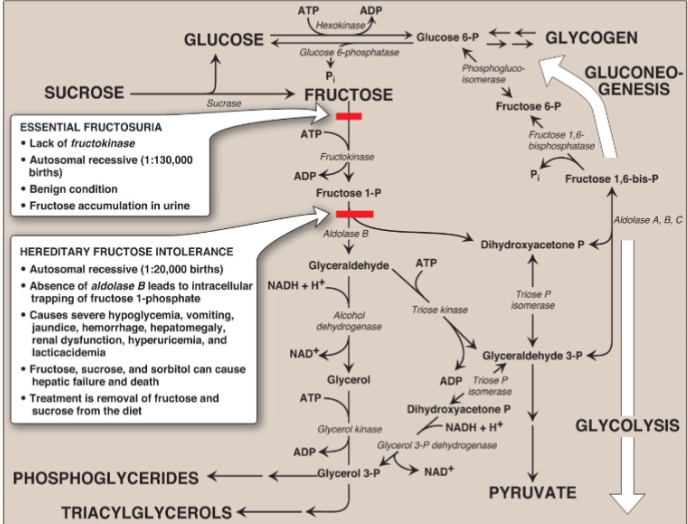 ATP
ADP
Hexokinase
GLUCOSE
Glucose 6-P
GLYCOGEN
Glucose 6-phosphatase
Pi
Phosphogluco-
isomerase
GLUCONEO-
GENESIS
SUCROSE
Sucrase
FRUCTOSE
Fructose 6-P
ESSENTIAL FRUCTOSURIA
• Lack of fructokinase
• Autosomal recessive (1:130,000
births)
• Benign condition
• Fructose accumulation in urine
ATP
Fructokinase
ADP
Fructose 1-P
Fructose 1,6-
bisphosphatase
Pi
Fructose 1,6-bis-P
Aldolase A, B, C
Aldolase B
Dihydroxyacetone P
HEREDITARY FRUCTOSE INTOLERANCE
• Autosomal recessive (1:20,000 births)
• Absence of aldolase B leads to intracellular
trapping of fructose 1-phosphate
• Causes severe hypoglycemia, vomiting,
jaundice, hemorrhage, hepatomegaly,
renal dysfunction, hyperuricemia, and
lacticacidemia
• Fructose, sucrose, and sorbitol can cause
hepatic failure and death
• Treatment is removal of fructose and
sucrose from the diet
Glyceraldehyde
ATP
NADH + H+
Triose kinase
Triose P
isomerase
Alcohol
dehydrogenase
NAD+
Glyceraldehyde 3-P
ADP
Triose P
isomerase
Glycerol
ATP
Dihydroxyacetone P
NADH + H+
GLYCOLYSIS
Glycerol kinase
Glycerol 3-P dehydrogenase
ADP
NAD+
PHOSPHOGLYCERIDES
Glycerol 3-P
PYRUVATE
TRIACYLGLYCEROLS